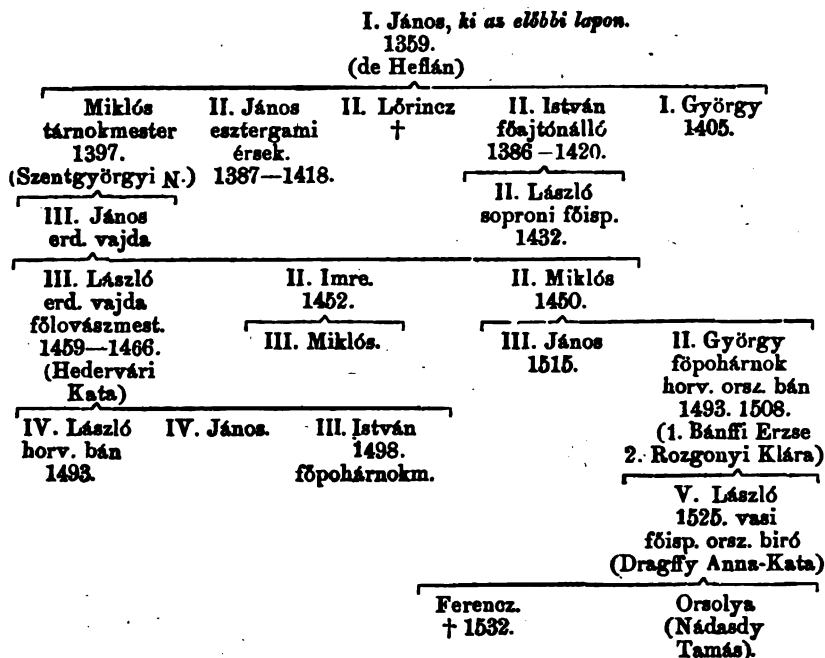 I. János, ki az előbbi lapon.
1359.
(de Heflán)
Miklós
tárnokmester
1397.
(Szentgyörgyi N.)
II. János
esztergami
érsek.
1387—1418.
II. Lőrincz
†
II. István
főajtónálló
1386—1420.
I. György
1405.
II. László
soproni főisp.
1432.
III. János
erd. vajda
III. László
erd. vajda
főlovászmest.
1459—1466.
(Hedervári
Kata)
II. Imre.
1452.
II. Miklós
1450.
III. Miklós.
III. János
1515.
II. György
főpohárnok
horv. orsz. bán
1493. 1508.
(1. Bánffi Erzse
2. Rozgonyi Klára)
IV. László
horv. bán
1493.
IV. János.
III. István
1498.
főpohárnokm.
V. László
1525. vasi
főisp. orsz. biró
(Dragffy Anna-Kata)
Ferencz.
† 1532.
Orsolya
(Nádasdy
Tamás).